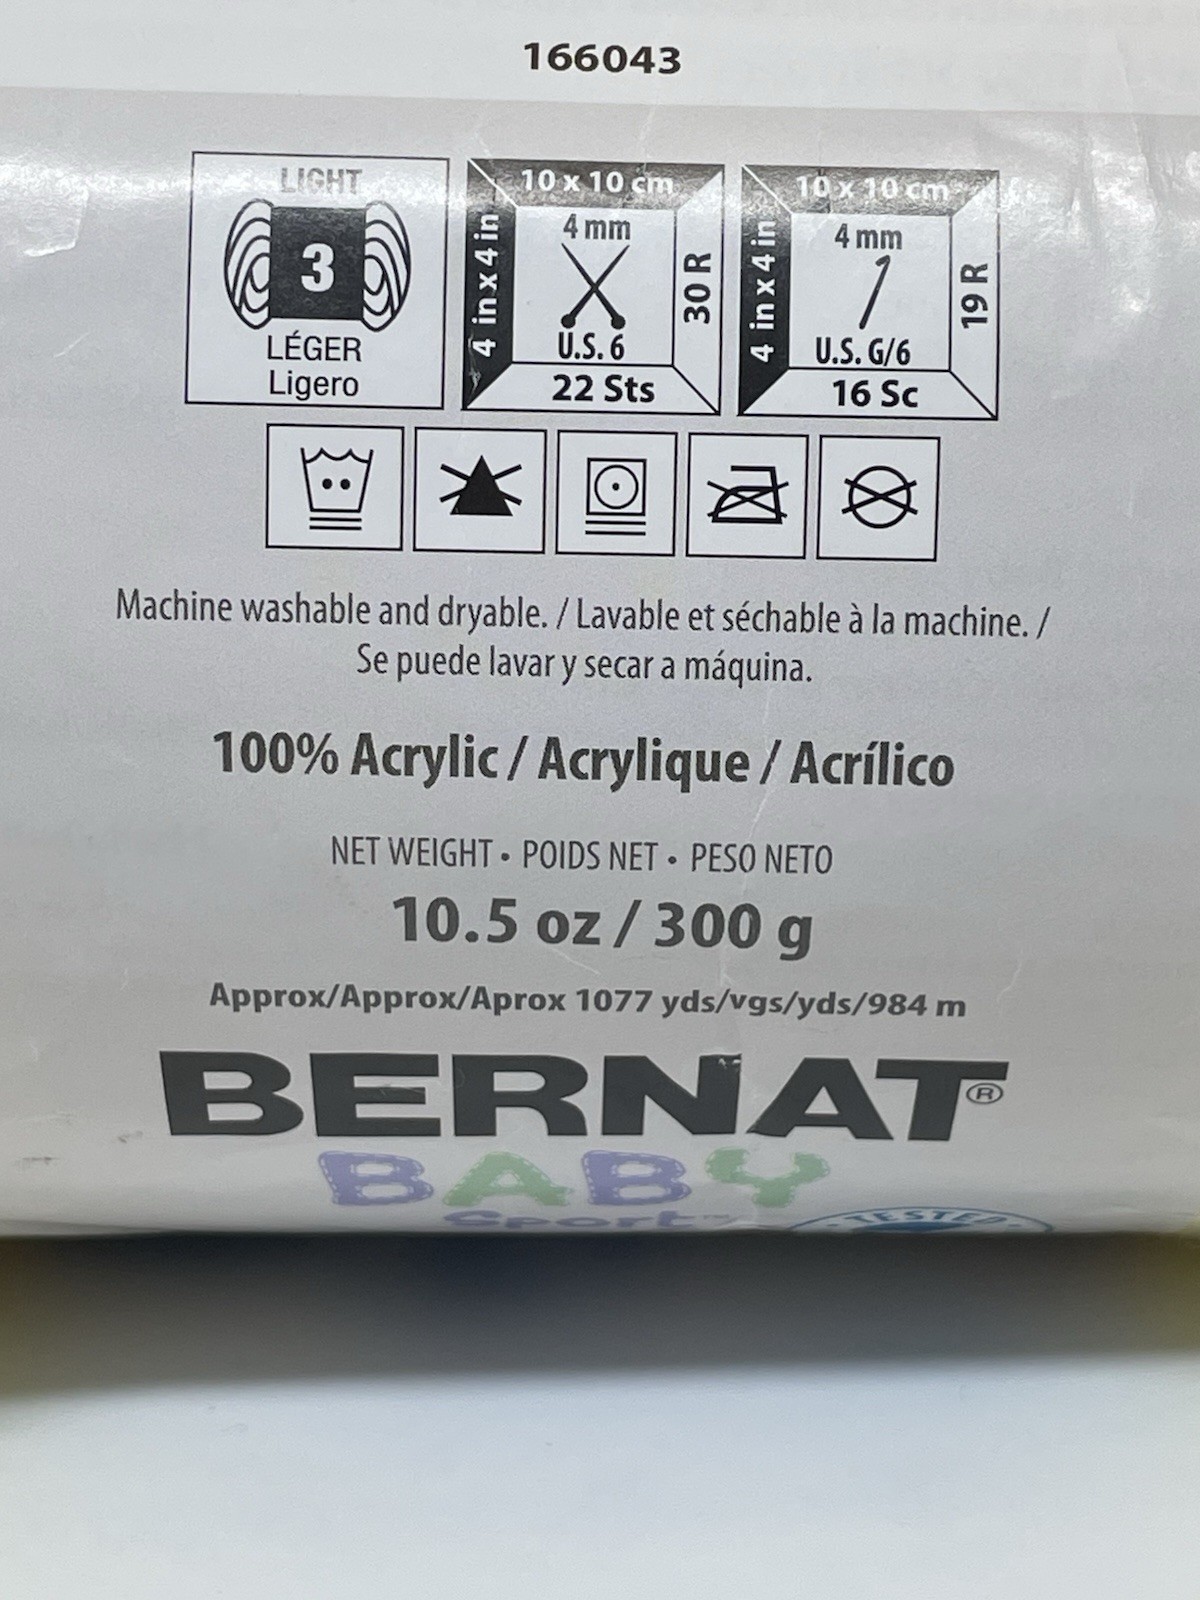 166043
LIGHT
3
LÉGER
Ligero
10 x 10 cm
4 in x 4 in
4 mm
U.S. 6
30 R
22 Sts
10 x 10 cm
4 in x 4 in
4 mm
U.S. G/6
19 R
16 Sc
Machine washable and dryable. / Lavable et séchable à la machine. /
Se puede lavar y secar a máquina.
100% Acrylic / Acrylique / Acrílico
NET WEIGHT • POIDS NET • PESO NETO
10.5 oz / 300 g
Approx/Approx/Aprox 1077 yds/vgs/yds/984 m
BERNAT®
BABY
Sport™
TESTED